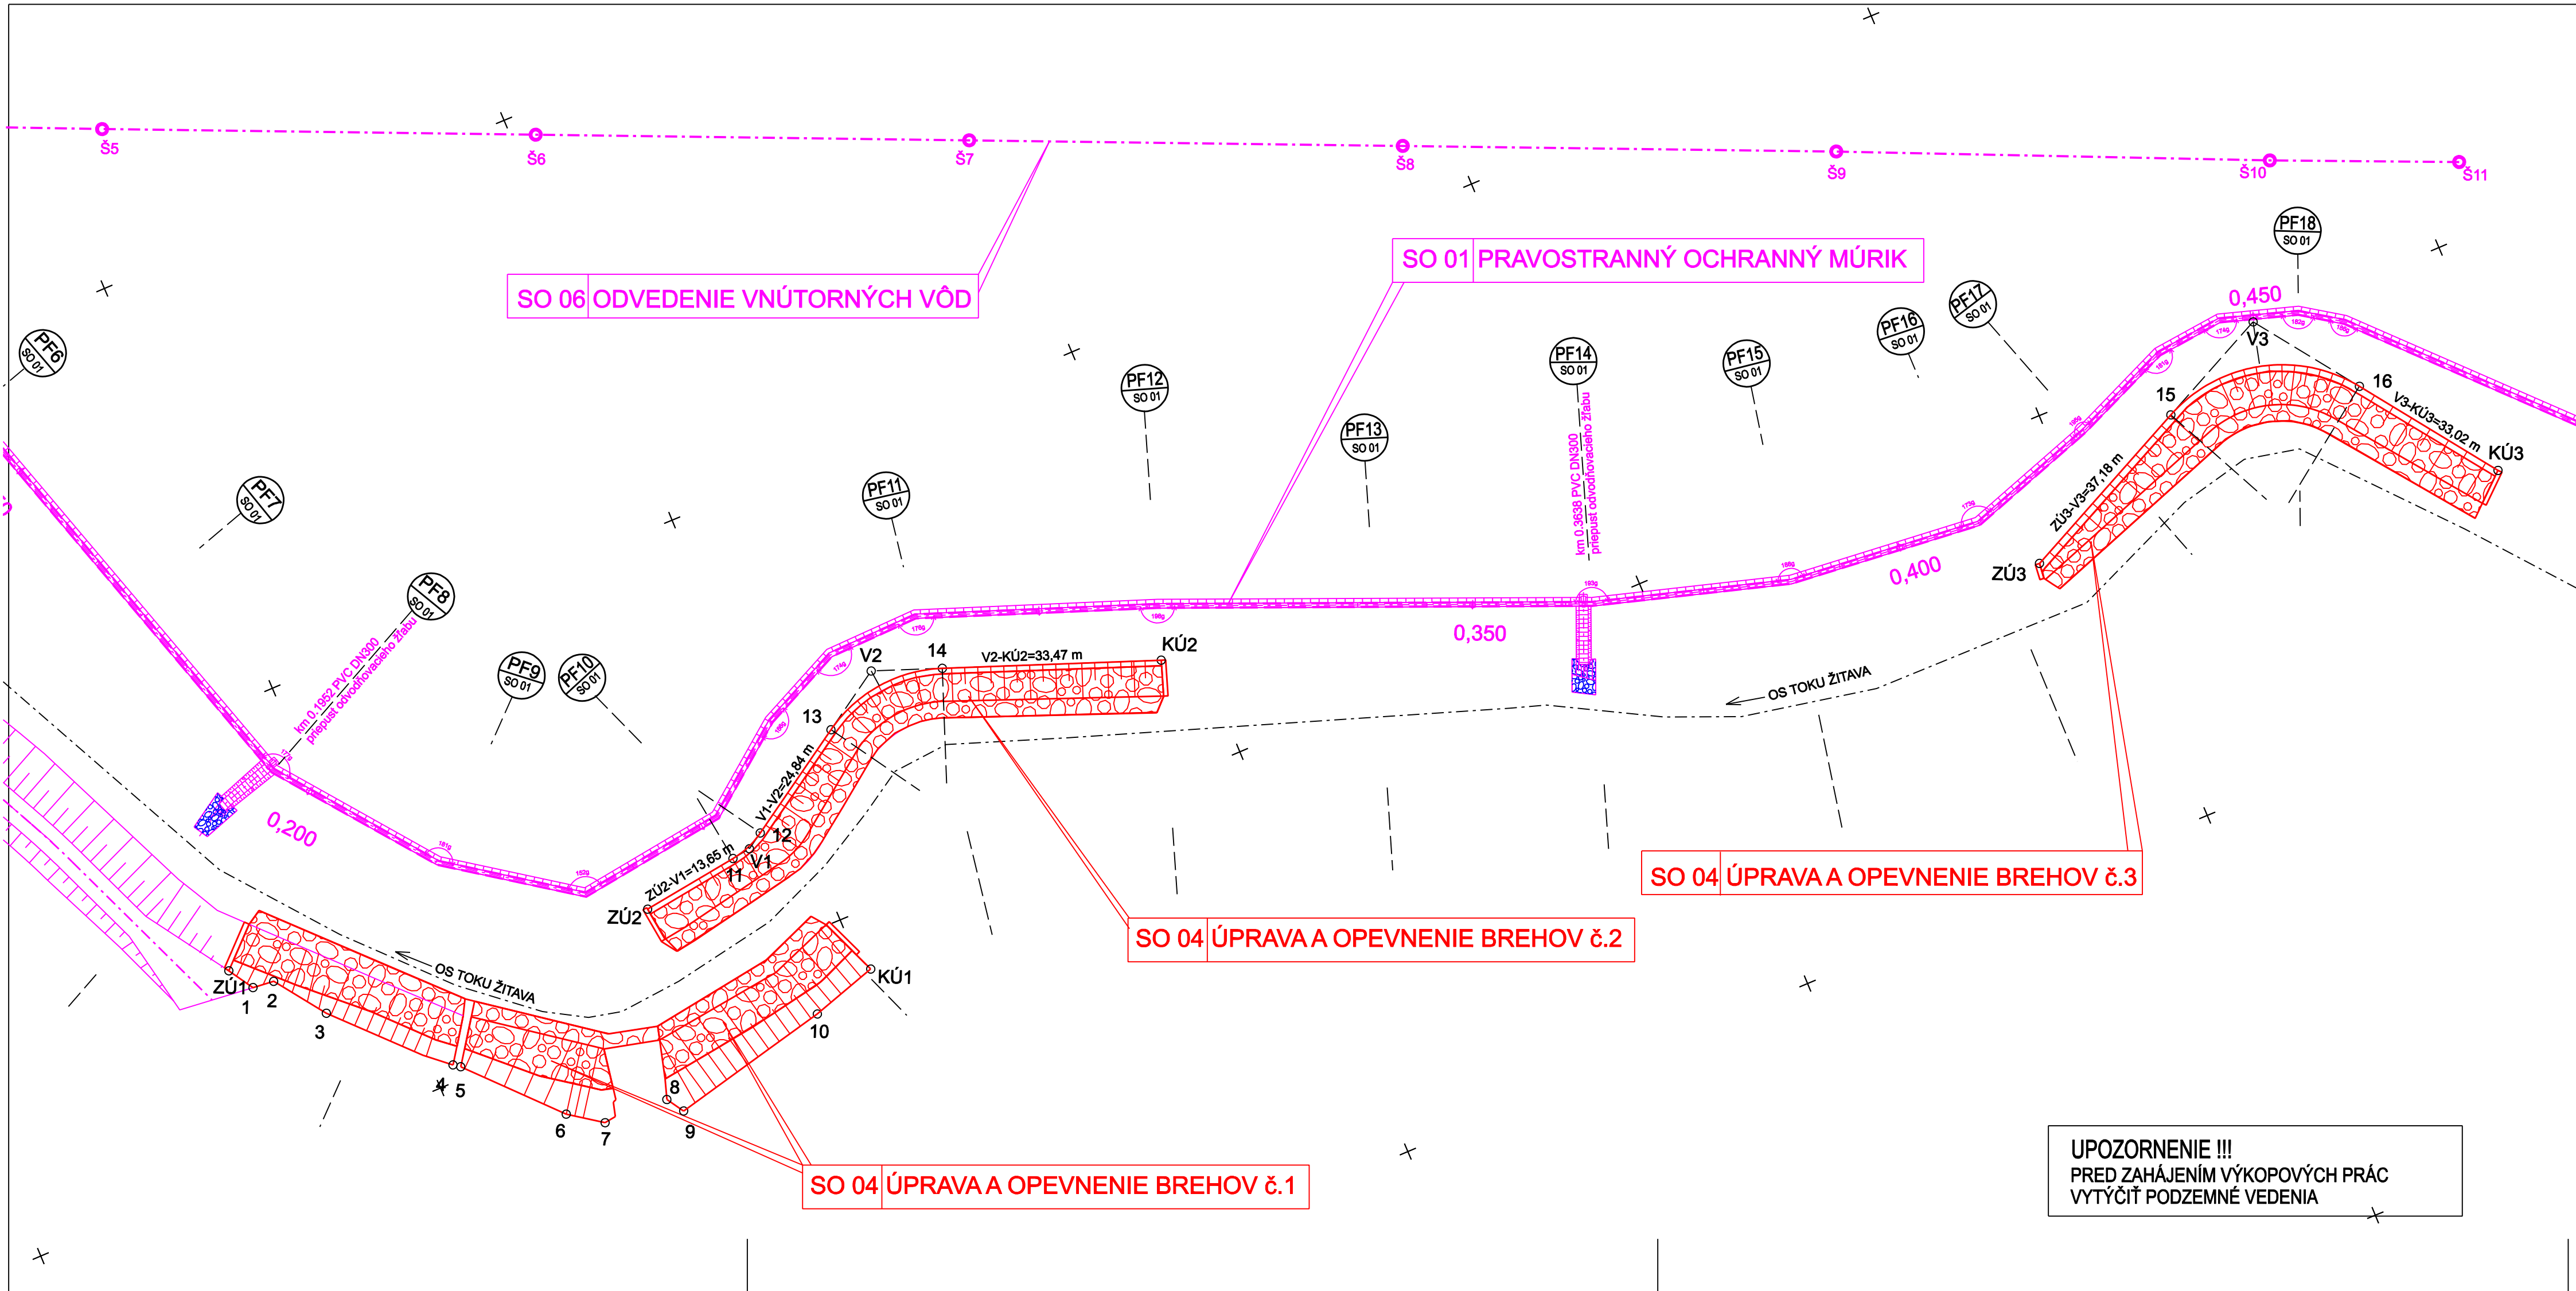 Š5
Š6
Š7
Š8
Š9
Š10
Š11
SO 06 ODVEDENIE VNÚTORNÝCH VÔD
SO 01 PRAVOSTRANNÝ OCHRANNÝ MÚRIK
PF6
SO 01
PF7
SO 01
PF8
SO 01
PF9
SO 01
PF10
SO 01
PF11
SO 01
PF12
SO 01
PF13
SO 01
PF14
SO 01
PF15
SO 01
PF16
SO 01
PF17
SO 01
PF18
SO 01
km 0.1952 PVC DN300
priepust odvodňovacieho žľabu
km 0.3638 PVC DN300
priepust odvodňovacieho žľabu
0,200
0,350
0,400
0,450
V3
15
16
V3-KÚ3=33,02 m
KÚ3
ZÚ3-V3=37,18 m
ZÚ3
V2
14
V2-KÚ2=33,47 m
KÚ2
13
V1-V2=24,84 m
12
V1
11
ZÚ2-V1=13,65 m
ZÚ2
OS TOKU ŽITAVA
OS TOKU ŽITAVA
ZÚ1
1
2
3
4
5
6
7
8
9
10
KÚ1
SO 04 ÚPRAVA A OPEVNENIE BREHOV č.3
SO 04 ÚPRAVA A OPEVNENIE BREHOV č.2
SO 04 ÚPRAVA A OPEVNENIE BREHOV č.1
UPOZORNENIE !!!
PRED ZAHÁJENÍM VÝKOPOVÝCH PRÁC
VYTÝČIŤ PODZEMNÉ VEDENIA